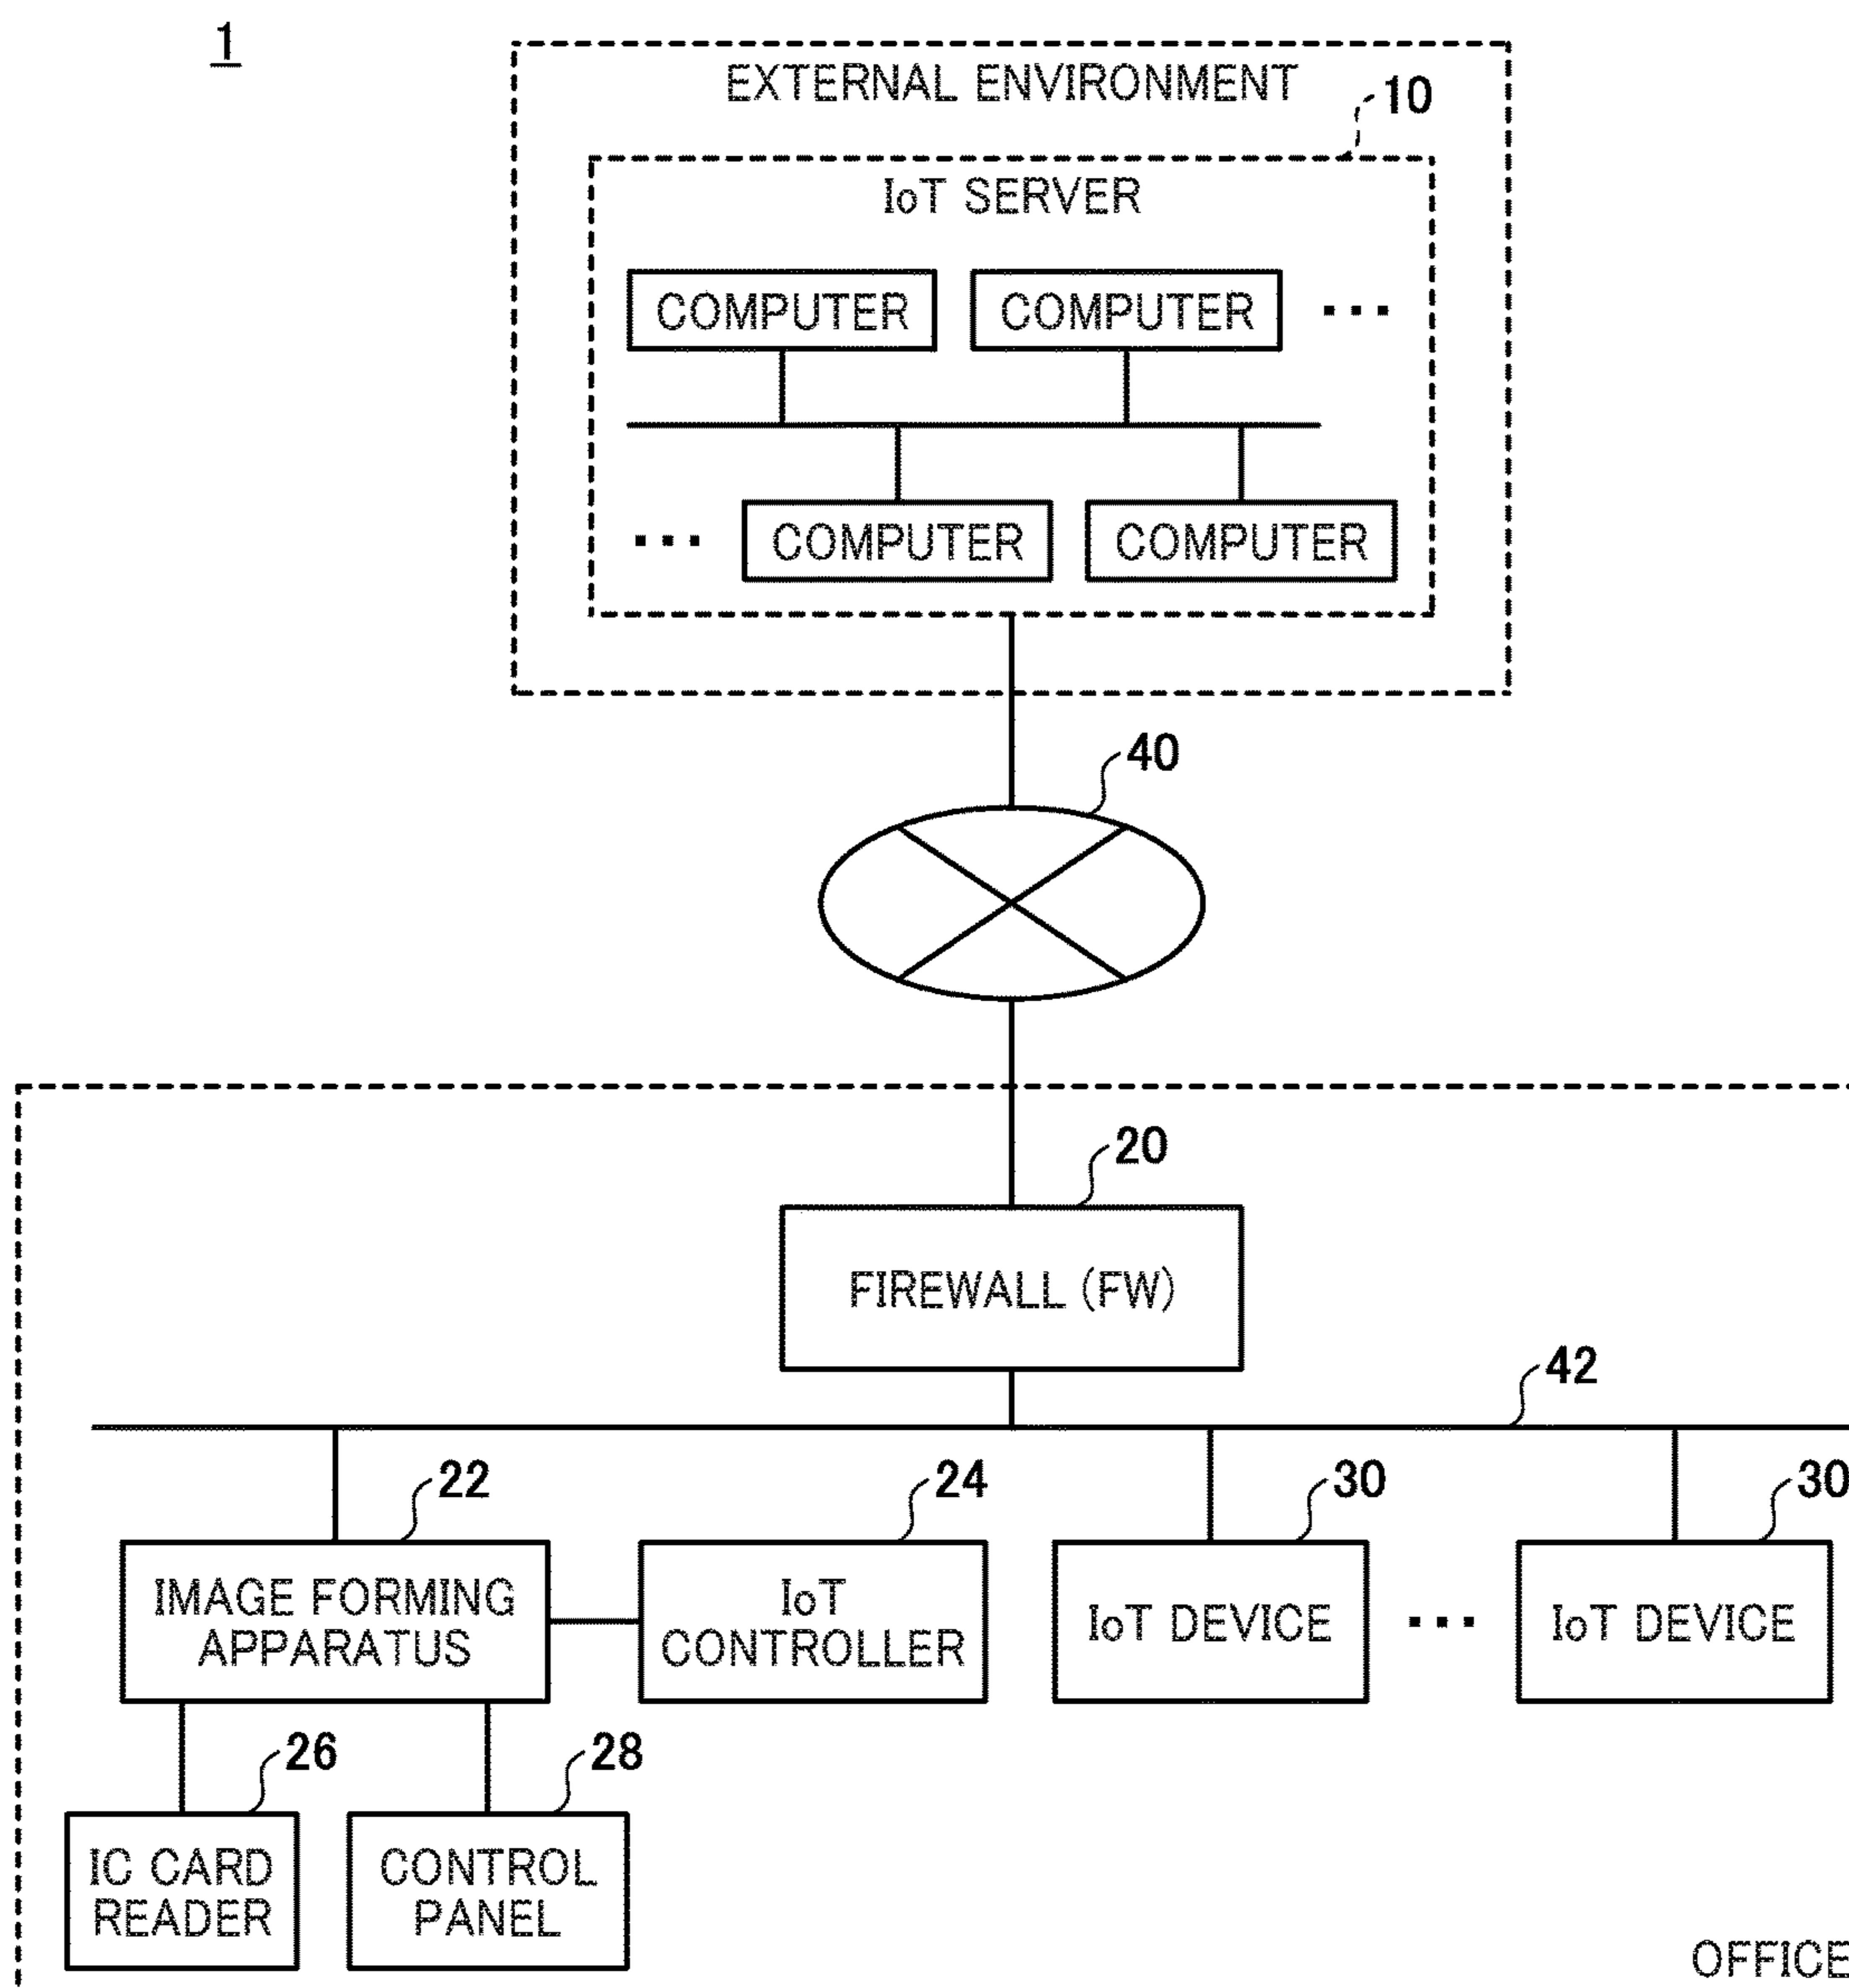 1
EXTERNAL ENVIRONMENT
10
IoT SERVER
COMPUTER COMPUTER ...
... COMPUTER COMPUTER
40
20
FIREWALL (FW)
42
22 24 30 30
IMAGE FORMING
APPARATUS
IoT
CONTROLLER
IoT DEVICE ... IoT DEVICE
26 28
IC CARD
READER
CONTROL
PANEL
OFFICE